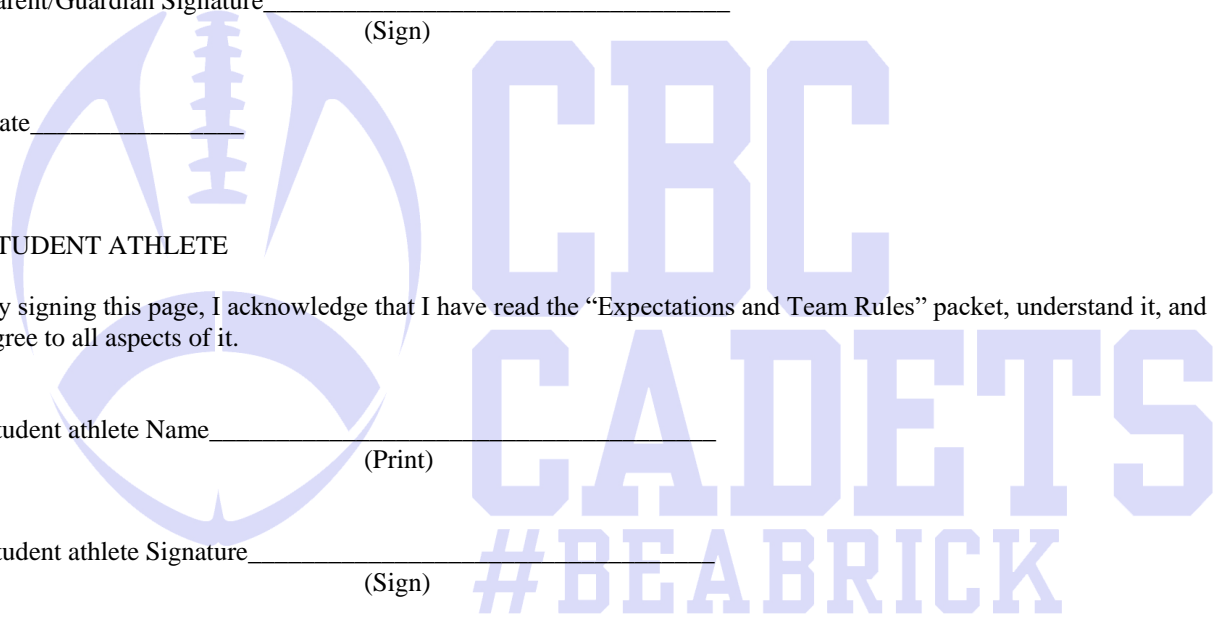 arent/Guardian Signature___________________________________
(Sign)
ate________________
TUDENT ATHLETE
y signing this page, I acknowledge that I have read the “Expectations and Team Rules” packet, understand it, and
gree to all aspects of it.
tudent athlete Name______________________________________
(Print)
tudent athlete Signature___________________________________
(Sign)
CBC
CADETS
#BEABRICK